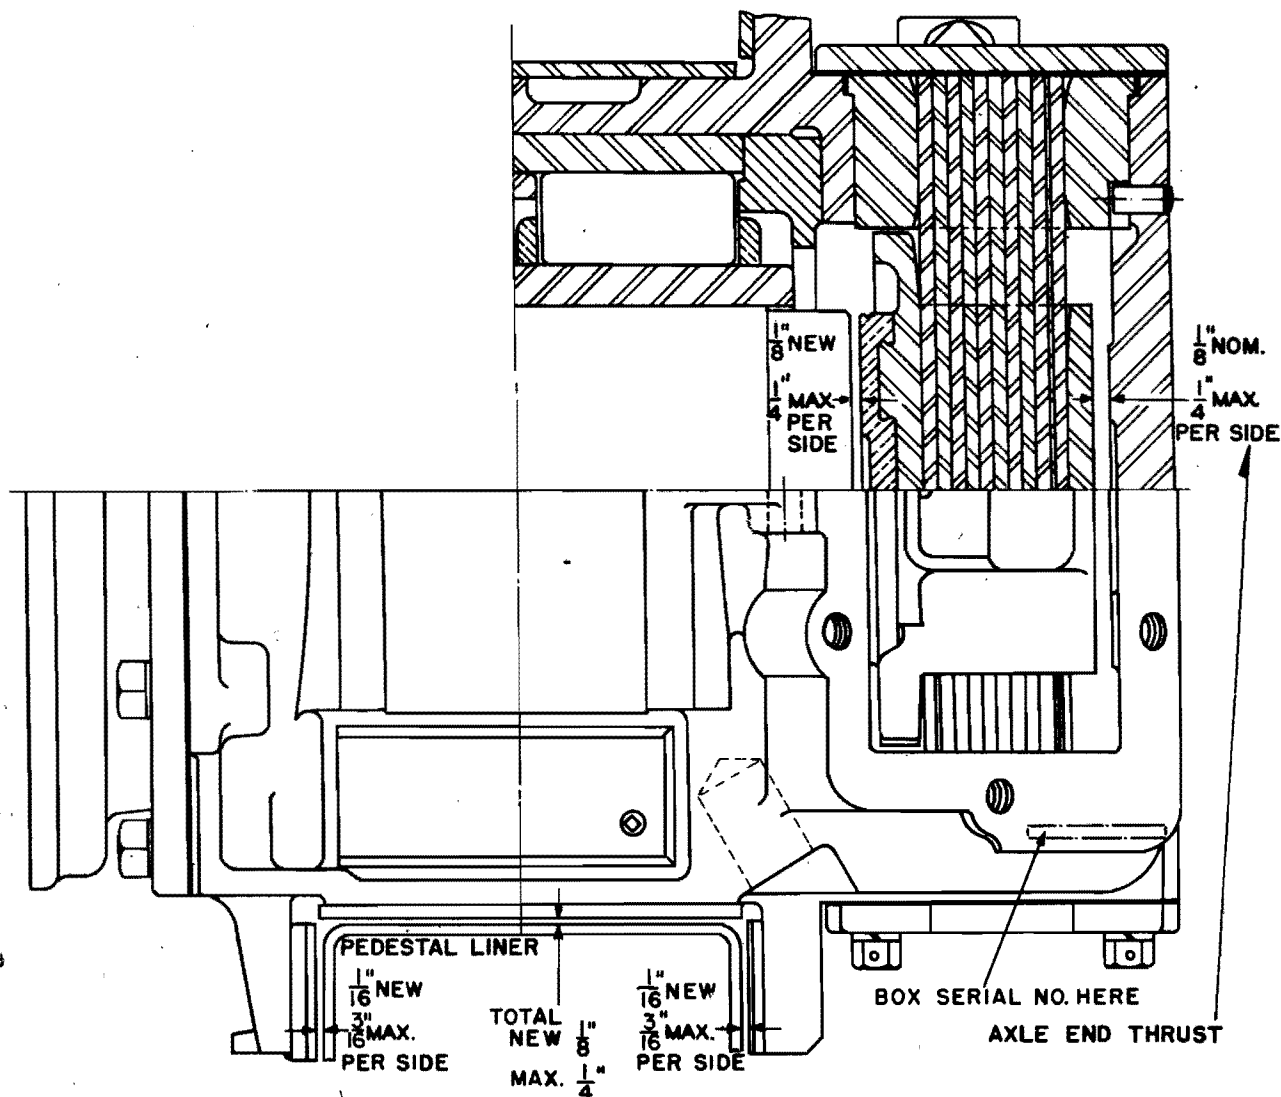 1/8" NEW
1/4" MAX.
PER
SIDE
1/8" NOM.
1/4" MAX.
PER SIDE
PEDESTAL LINER
1/16" NEW
3/16" MAX.
PER SIDE
TOTAL
NEW 1/8"
MAX. 1/4"
1/16" NEW
3/16" MAX.
PER SIDE
BOX SERIAL NO. HERE
AXLE END THRUST